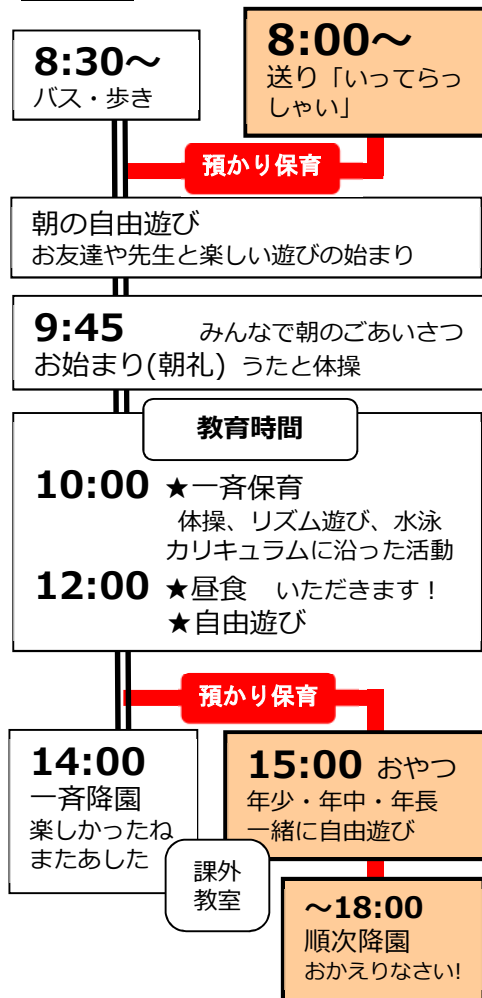 8:30～
バス・歩き
8:00～
送り「いってらっ
しゃい」
預かり保育
朝の自由遊び
お友達や先生と楽しい遊びの始まり
9:45 みんなで朝のごあいさつ
お始まり(朝礼) うたと体操
教育時間
10:00 ★一斉保育
体操、リズム遊び、水泳
カリキュラムに沿った活動
12:00 ★昼食 いただきます！
★自由遊び
預かり保育
14:00
一斉降園
楽しかったね
またあした
15:00 おやつ
年少・年中・年長
一緒に自由遊び
課外
教室
～18:00
順次降園
おかえりなさい!